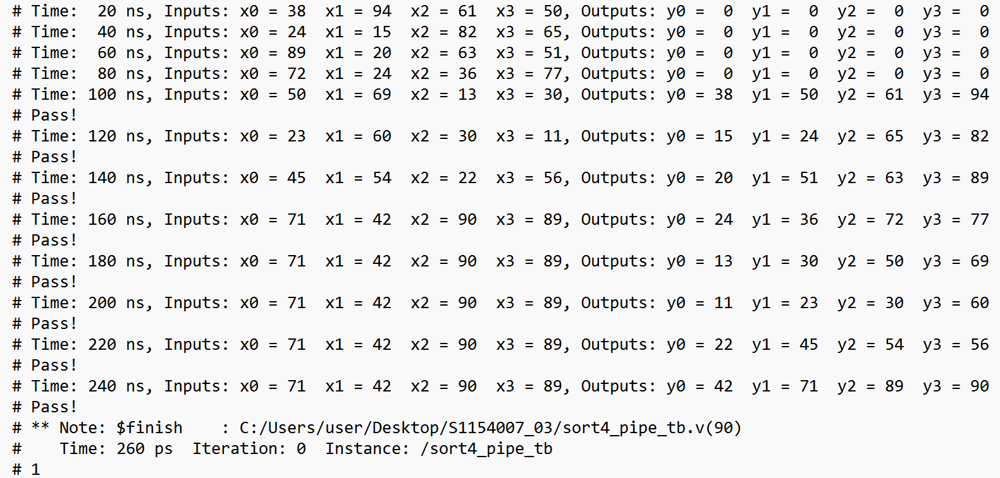 # Time:  20 ns, Inputs: x0 = 38  x1 = 94  x2 = 61  x3 = 50, Outputs: y0 =  0  y1 =  0  y2 =  0  y3 =  0
# Time:  40 ns, Inputs: x0 = 24  x1 = 15  x2 = 82  x3 = 65, Outputs: y0 =  0  y1 =  0  y2 =  0  y3 =  0
# Time:  60 ns, Inputs: x0 = 89  x1 = 20  x2 = 63  x3 = 51, Outputs: y0 =  0  y1 =  0  y2 =  0  y3 =  0
# Time:  80 ns, Inputs: x0 = 72  x1 = 24  x2 = 36  x3 = 77, Outputs: y0 =  0  y1 =  0  y2 =  0  y3 =  0
# Time: 100 ns, Inputs: x0 = 50  x1 = 69  x2 = 13  x3 = 30, Outputs: y0 = 38  y1 = 50  y2 = 61  y3 = 94
# Pass!
# Time: 120 ns, Inputs: x0 = 23  x1 = 60  x2 = 30  x3 = 11, Outputs: y0 = 15  y1 = 24  y2 = 65  y3 = 82
# Pass!
# Time: 140 ns, Inputs: x0 = 45  x1 = 54  x2 = 22  x3 = 56, Outputs: y0 = 20  y1 = 51  y2 = 63  y3 = 89
# Pass!
# Time: 160 ns, Inputs: x0 = 71  x1 = 42  x2 = 90  x3 = 89, Outputs: y0 = 24  y1 = 36  y2 = 72  y3 = 77
# Pass!
# Time: 180 ns, Inputs: x0 = 71  x1 = 42  x2 = 90  x3 = 89, Outputs: y0 = 13  y1 = 30  y2 = 50  y3 = 69
# Pass!
# Time: 200 ns, Inputs: x0 = 71  x1 = 42  x2 = 90  x3 = 89, Outputs: y0 = 11  y1 = 23  y2 = 30  y3 = 60
# Pass!
# Time: 220 ns, Inputs: x0 = 71  x1 = 42  x2 = 90  x3 = 89, Outputs: y0 = 22  y1 = 45  y2 = 54  y3 = 56
# Pass!
# Time: 240 ns, Inputs: x0 = 71  x1 = 42  x2 = 90  x3 = 89, Outputs: y0 = 42  y1 = 71  y2 = 89  y3 = 90
# Pass!
# ** Note: $finish    : C:/Users/user/Desktop/S1154007_03/sort4_pipe_tb.v(90)
#    Time: 260 ps  Iteration: 0  Instance: /sort4_pipe_tb
# 1